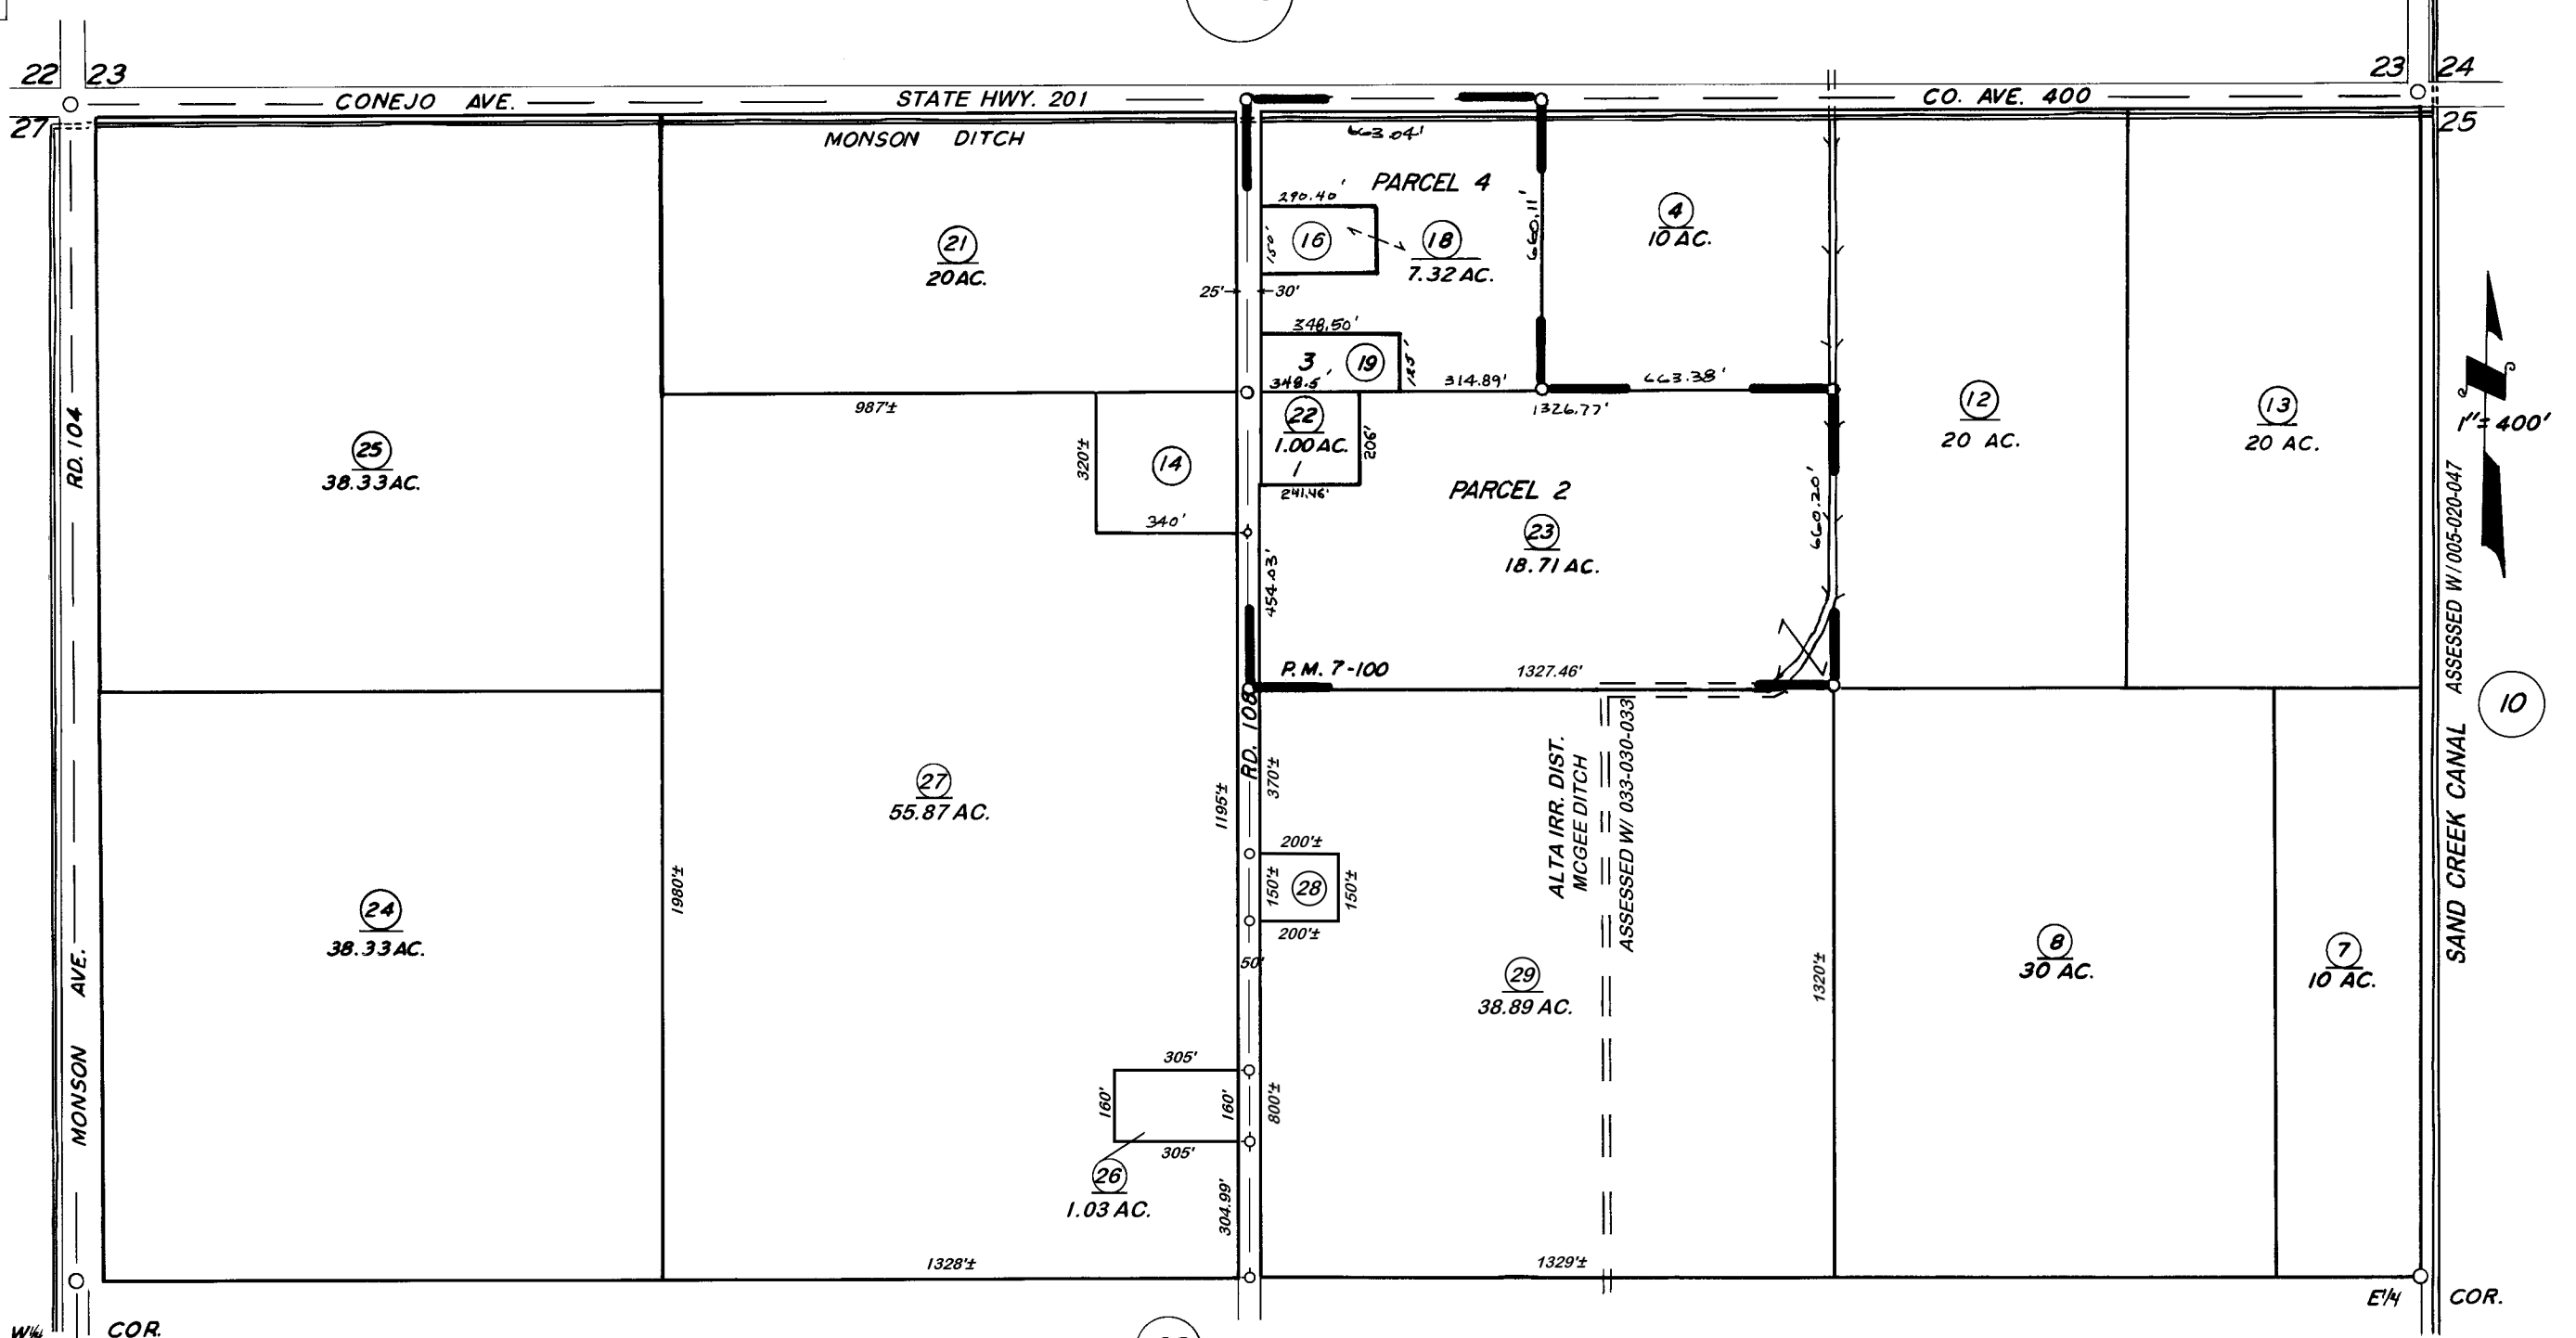 22 23
23 24
27
25
CONEJO AVE.
STATE HWY. 201
CO. AVE. 400
MONSON DITCH
663.04'
PARCEL 4
290.40'
150'
16
18
7.32 AC.
660.11'
4
10 AC.
21
20 AC.
25'
30'
348.50'
3
19
125'
348.5'
314.89'
663.38'
1326.77'
987'±
320'±
14
340'
22
1.00 AC.
1
206'
241.46'
PARCEL 2
23
18.71 AC.
660.20'
454.03'
P.M. 7-100
1327.46'
12
20 AC.
13
20 AC.
1"= 400'
RD. 104
25
38.33 AC.
RD. 108
10
SAND CREEK CANAL ASSESSED W/ 005-020-047
27
55.87 AC.
1980'±
1195'±
370'±
200'±
150'±
28
150'±
200'±
50'
ALTA IRR. DIST.
MCGEE DITCH
ASSESSED W/ 033-030-033
29
38.89 AC.
1320'±
8
30 AC.
7
10 AC.
24
38.33 AC.
MONSON AVE.
305'
160'
160'
800'±
305'
26
1.03 AC.
304.99'
1328'±
1329'±
W1/4 COR.
E1/4 COR.